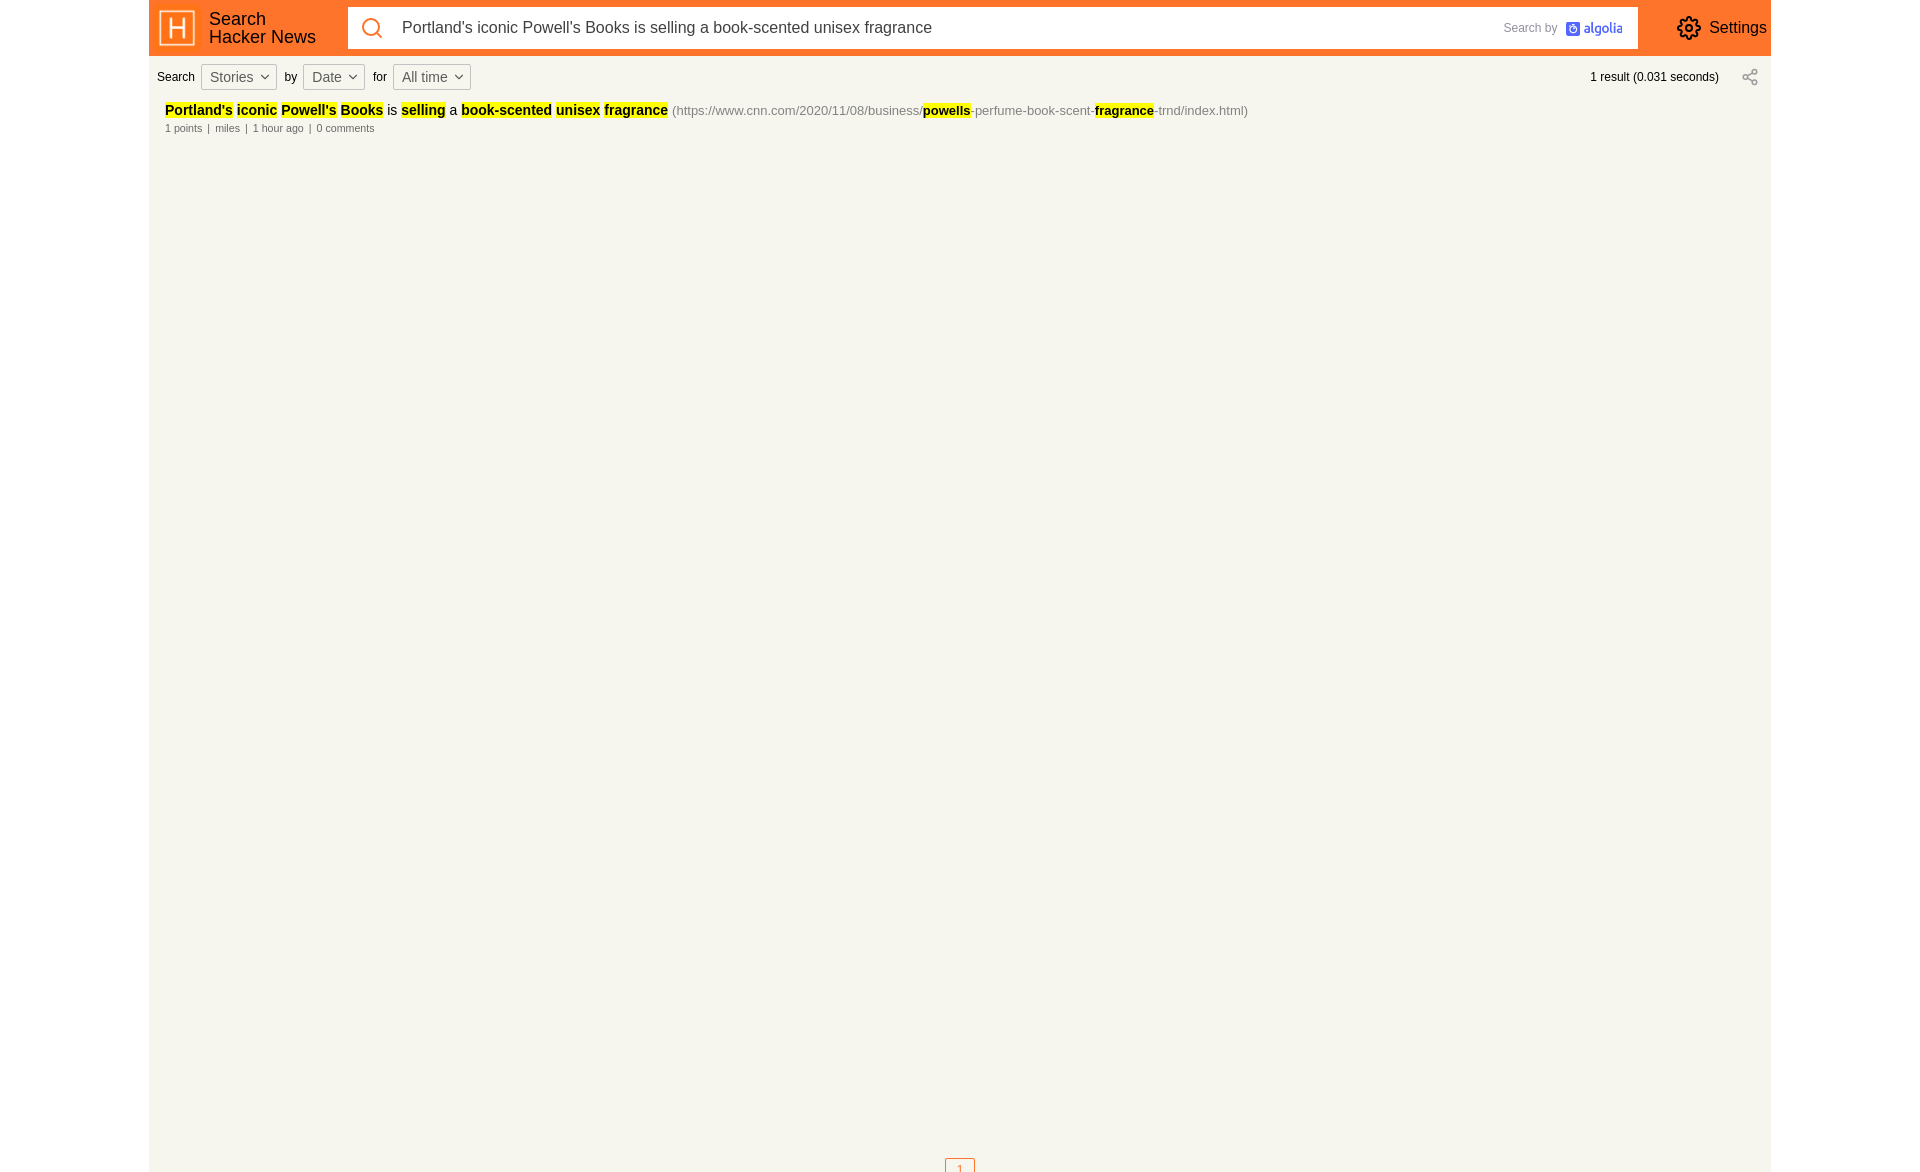 Search
Hacker News
Portland's iconic Powell's Books is selling a book-scented unisex fragrance
Search by algolia
Settings
Search Stories by Date for All time
1 result (0.031 seconds)
Portland's iconic Powell's Books is selling a book-scented unisex fragrance (https://www.cnn.com/2020/11/08/business/powells-perfume-book-scent-fragrance-trnd/index.html)
1 points | miles | 1 hour ago | 0 comments
1